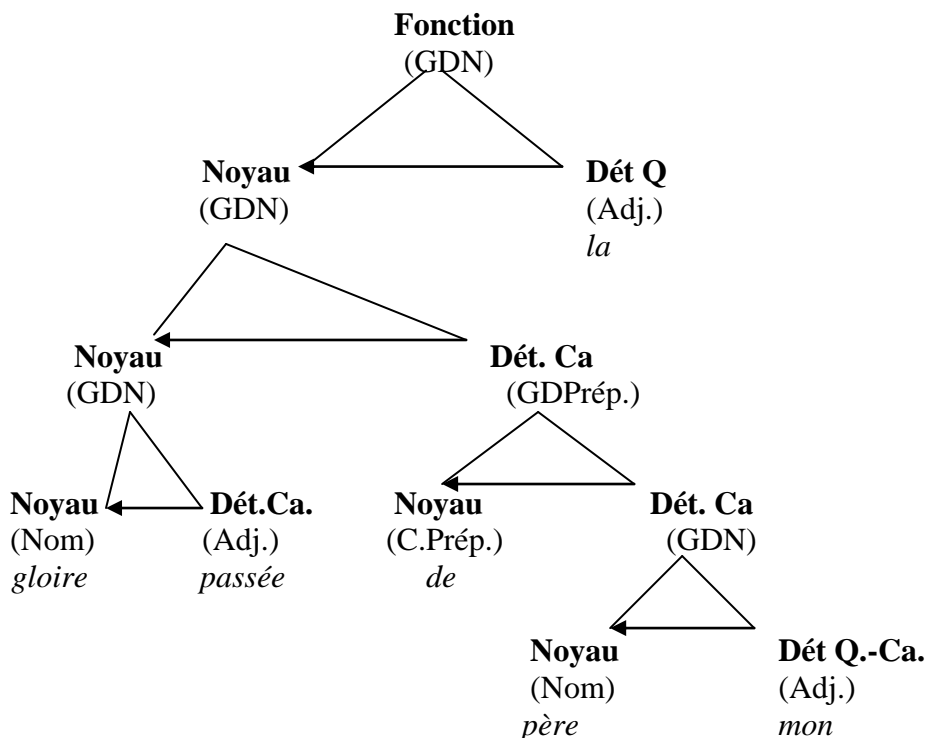 Fonction
(GDN)
Noyau Dét Q
(GDN) (Adj.)
la
Noyau Dét. Ca
(GDN) (GDPrép.)
Noyau Dét.Ca. Noyau Dét. Ca
(Nom) (Adj.) (C.Prép.) (GDN)
gloire passée de
Noyau Dét Q.-Ca.
(Nom) (Adj.)
père mon